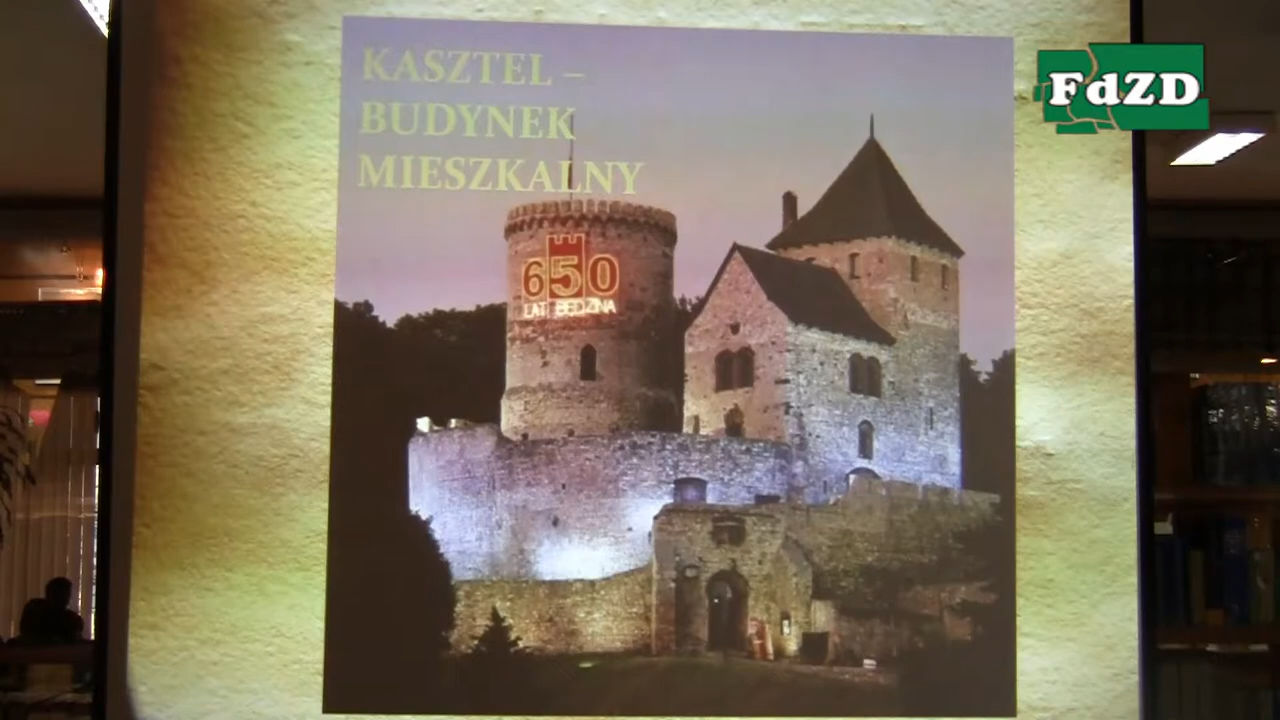 KASZTEL –
BUDYNEK
MIESZKALNY
FdZD
650
LAT BĘDZINA